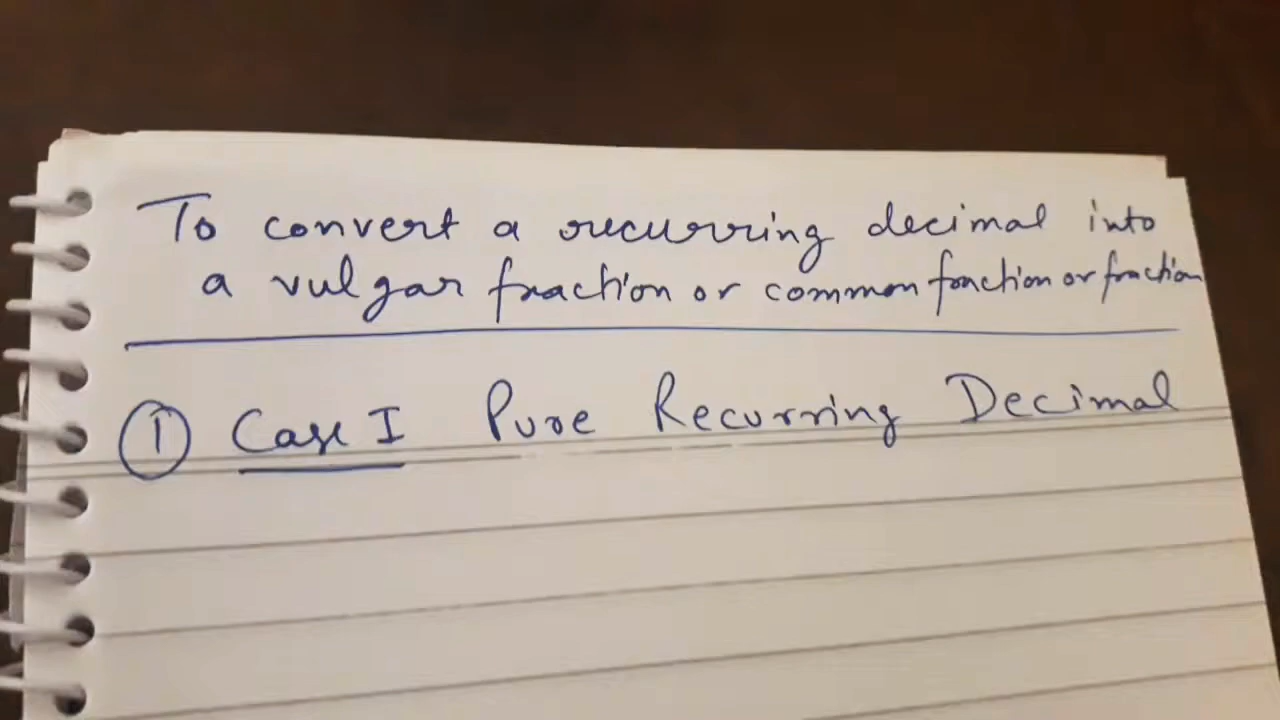 To convert a recurring decimal into
a vulgar fraction or common fraction or fraction
① Case I Pure Recurring Decimal